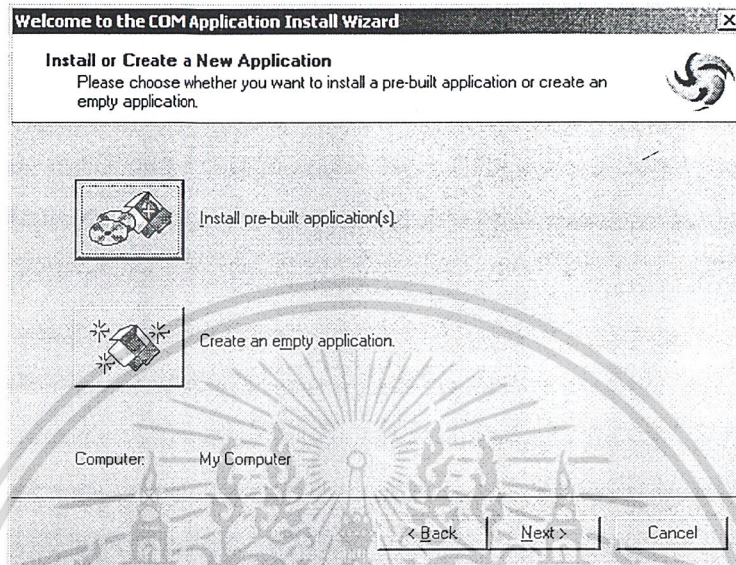 Welcome to the COM Application Install Wizard
Install or Create a New Application
Please choose whether you want to install a pre-built application or create an
empty application.
Install pre-built application(s).
Create an empty application.
Computer: My Computer
< Back Next > Cancel